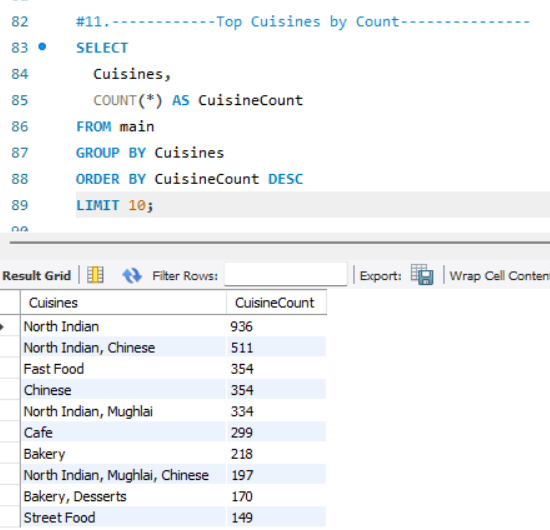 82 #11.------------Top Cuisines by Count---------------
83 SELECT
84 Cuisines,
85 COUNT(*) AS CuisineCount
86 FROM main
87 GROUP BY Cuisines
88 ORDER BY CuisineCount DESC
89 LIMIT 10;
Result Grid Filter Rows: Export: Wrap Cell Conten
Cuisines CuisineCount
North Indian 936
North Indian, Chinese 511
Fast Food 354
Chinese 354
North Indian, Mughlai 334
Cafe 299
Bakery 218
North Indian, Mughlai, Chinese 197
Bakery, Desserts 170
Street Food 149